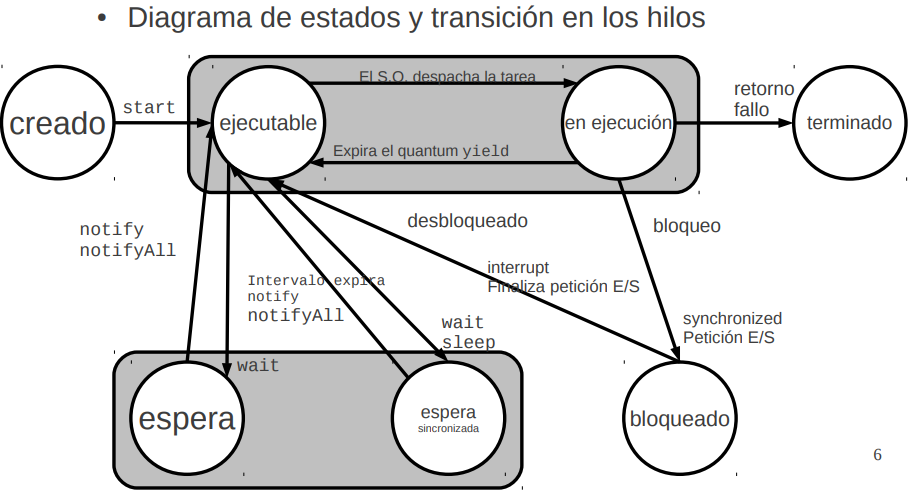 • Diagrama de estados y transición en los hilos
creado
start
ejecutable
El S.O. despacha la tarea
en ejecución
Expira el quantum yield
retorno
fallo
terminado
notify
notifyAll
desbloqueado
bloqueo
Intervalo expira
notify
notifyAll
interrupt
Finaliza petición E/S
wait
sleep
synchronized
Petición E/S
wait
espera
espera
sincronizada
bloqueado
6